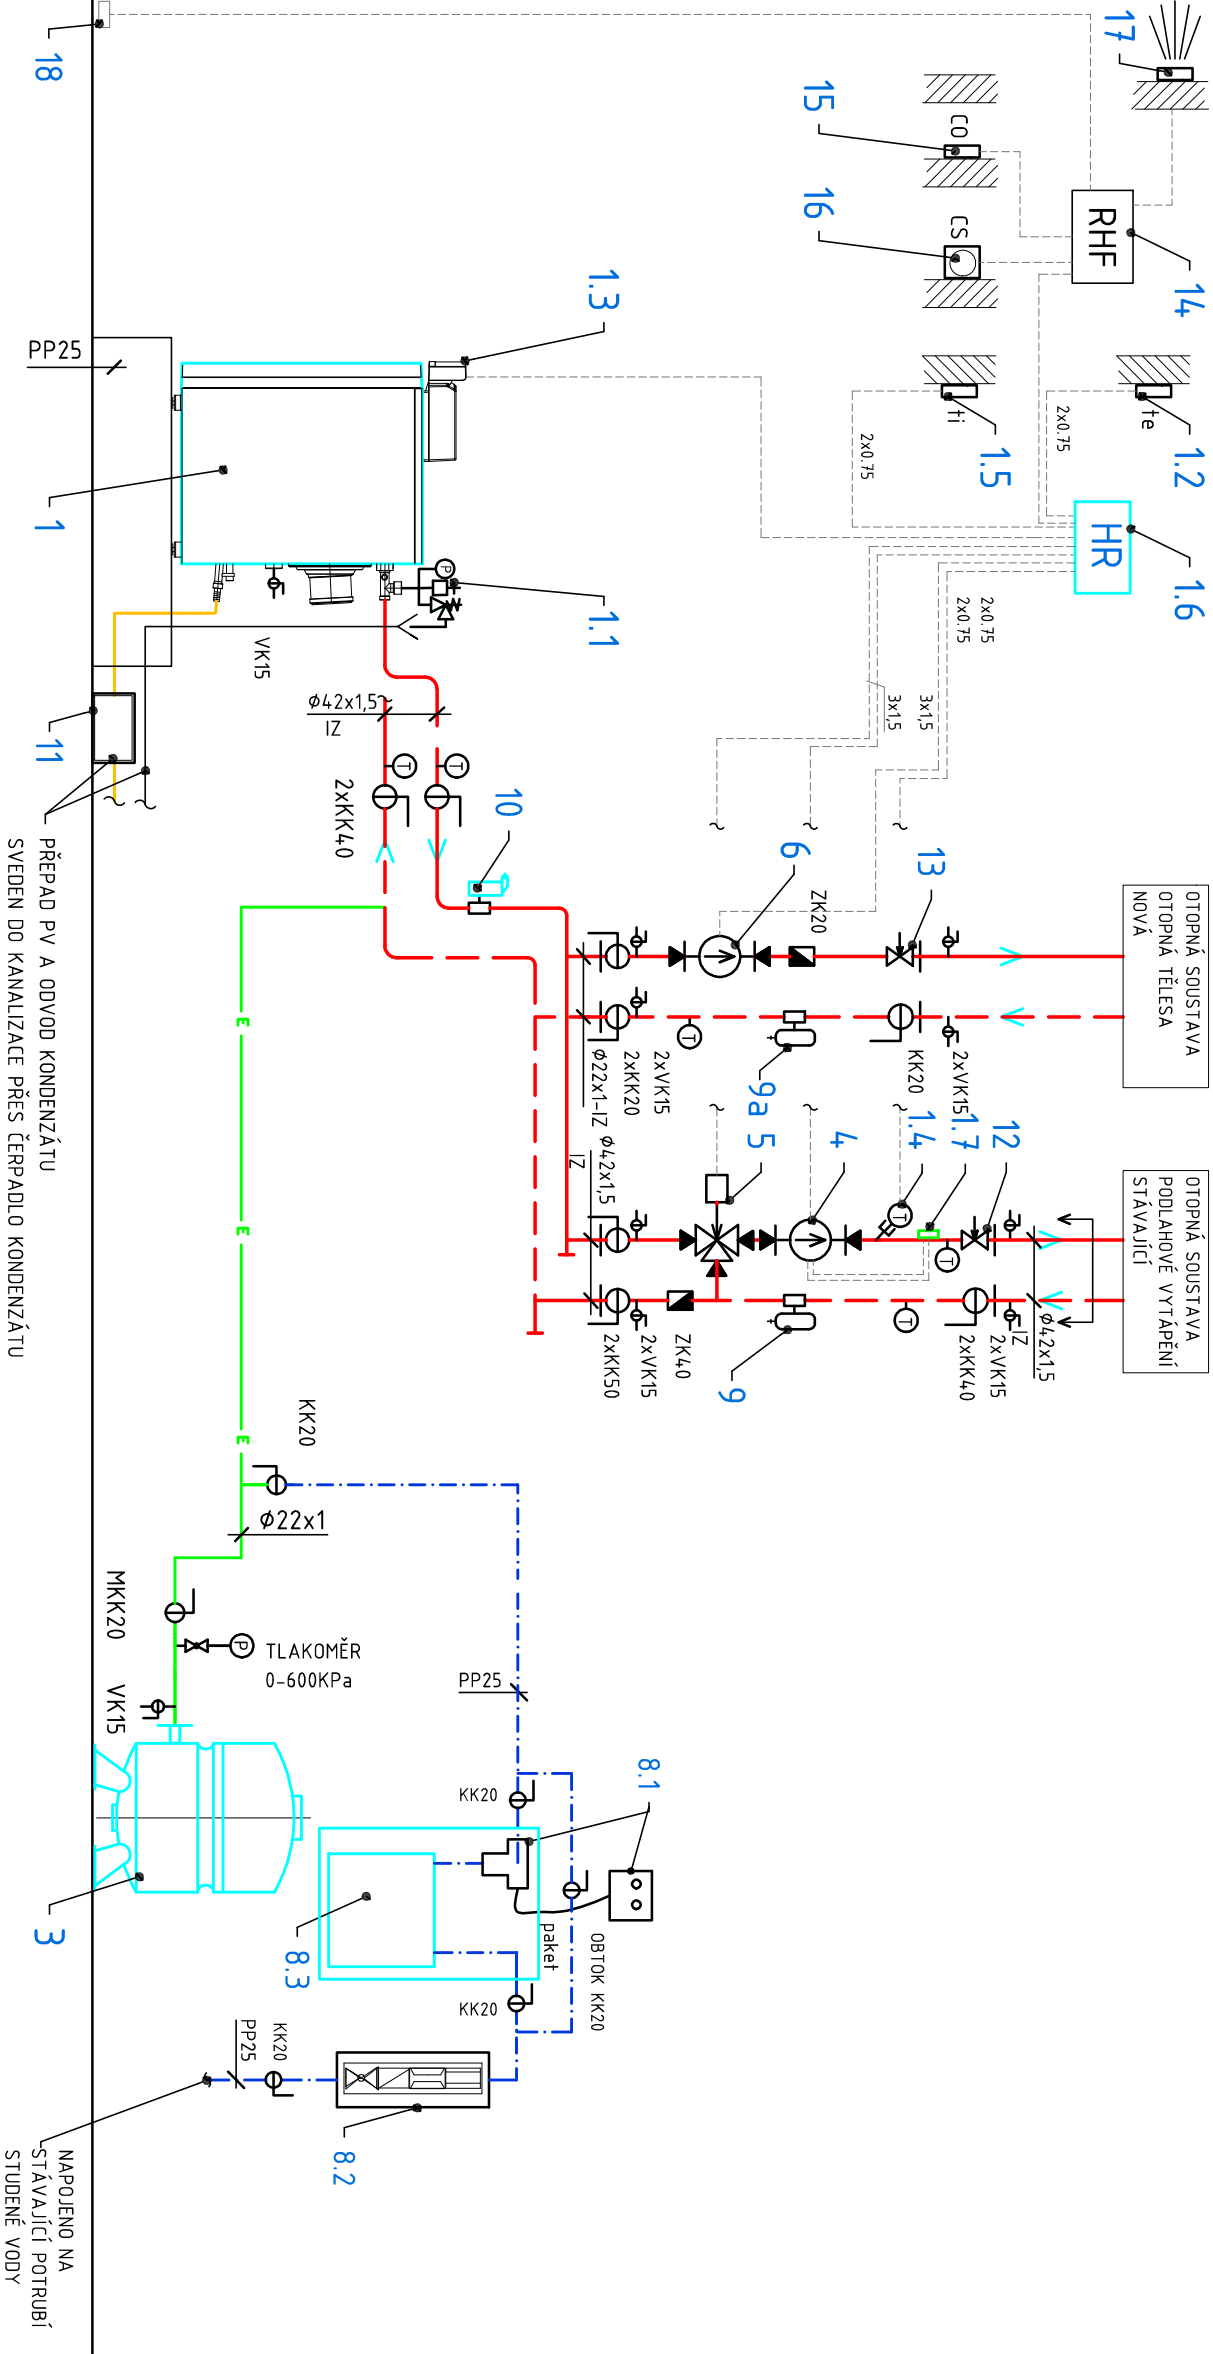 18
17
15
CO
16
CS
RHF
14
1.3
PP25
te
1.2
ti
1.5
2x0.75
2x0.75
HR
1.6
1
P
1.1
VK15
2x0.75
2x0.75
3x1,5
3x1,5
φ42x1,5
IZ
11
T
T
2xKK40
10
6
ZK20
13
OTOPNÁ SOUSTAVA
OTOPNÁ TĚLESA
NOVÁ
PŘEPAD PV A ODVOD KONDENZÁTU
SVEDEN DO KANALIZACE PŘES ČERPADLO KONDENZÁTU
φ22x1-IZ
2xKK20
2xVK15
T
9a
KK20
2xVK15
φ42x1,5
IZ
5
4
1.4
1.7
12
T
T
OTOPNÁ SOUSTAVA
PODLAHOVÉ VYTÁPĚNÍ
STÁVAJÍCÍ
2xKK50
2xVK15
ZK40
9
T
2xKK40
2xVK15
IZ
φ42x1,5
E
E
E
KK20
φ22x1
MKK20
P
TLAKOMĚR
0-600KPa
VK15
PP25
3
KK20
8.1
8.3
paket
OBTOK KK20
KK20
8.2
KK20
PP25
NAPOJENO NA
STÁVAJÍCÍ POTRUBÍ
STUDENÉ VODY